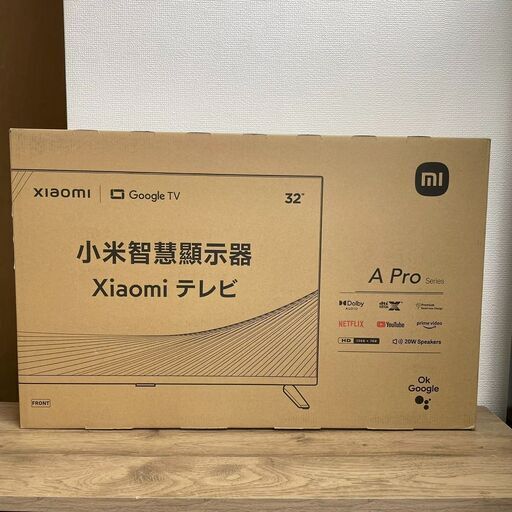 xiaomi
Google TV
32"
mi
小米智慧顯示器
Xiaomi テレビ
A Pro Series
Dolby
AUDIO
dts X
NETFLIX
YouTube
prime video
HD
20W Speakers
Ok
Google
FRONT